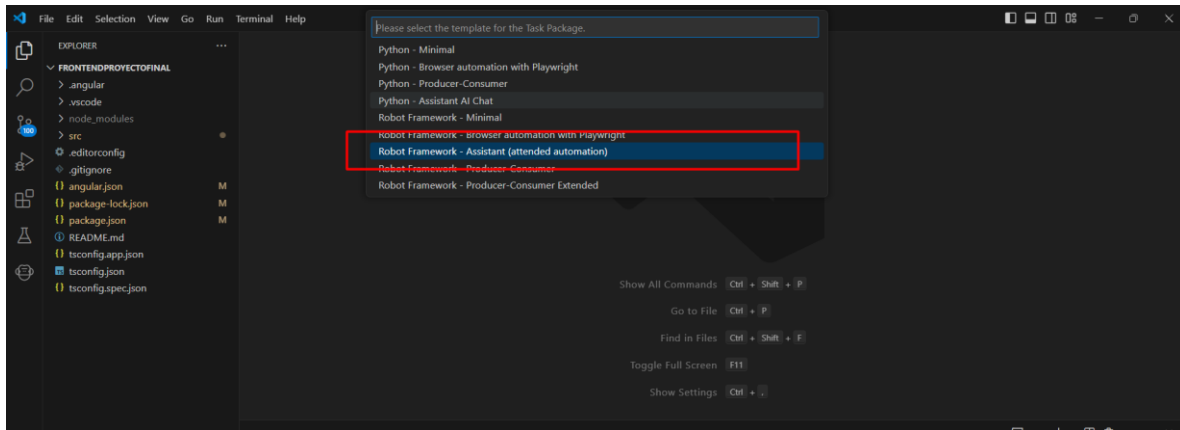 File Edit Selection View Go Run Terminal Help
Please select the template for the Task Package.
Python - Minimal
Python - Browser automation with Playwright
Python - Producer-Consumer
Python - Assistant AI Chat
Robot Framework - Minimal
Robot Framework - Browser automation with Playwright
Robot Framework - Assistant (attended automation)
Robot Framework - Producer-Consumer
Robot Framework - Producer-Consumer Extended
EXPLORER ...
FRONTENDPROYECTOFINAL
.angular
.vscode
node_modules
src
.editorconfig
.gitignore
{} angular.json M
{} package-lock.json M
{} package.json M
README.md
{} tsconfig.app.json
tsconfig.json
{} tsconfig.spec.json
100
Show All Commands Ctrl + Shift + P
Go to File Ctrl + P
Find in Files Ctrl + Shift + F
Toggle Full Screen F11
Show Settings Ctrl + ,